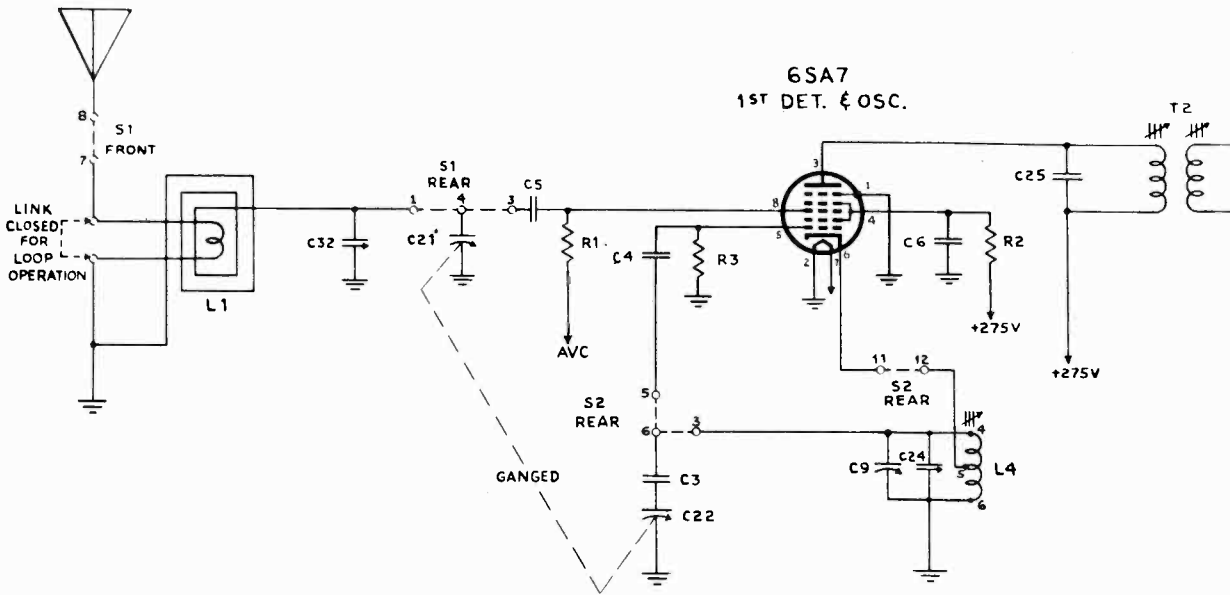 6SA7
1ST DET. & OSC.
T2
8
S1
FRONT
7
LINK
CLOSED
FOR
LOOP
OPERATION
L1
C32
1
S1
REAR
4
3
C5
C21
R1
AVC
C4
R3
8
5
3
1
4
2
7
6
C6
R2
+275V
C25
+275V
5
S2
REAR
6
3
11
12
S2
REAR
GANGED
C3
C22
C9
C24
4
5
6
L4